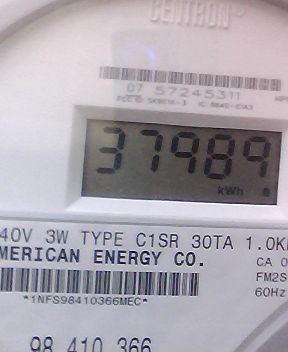 CENTRON
07 57245311
37989
kWh
40V 3W TYPE C1SR 30TA 1.0K
MERICAN ENERGY CO.
CA 0
FM2S
60Hz
*1NFS98410366MEC*
98 410 366